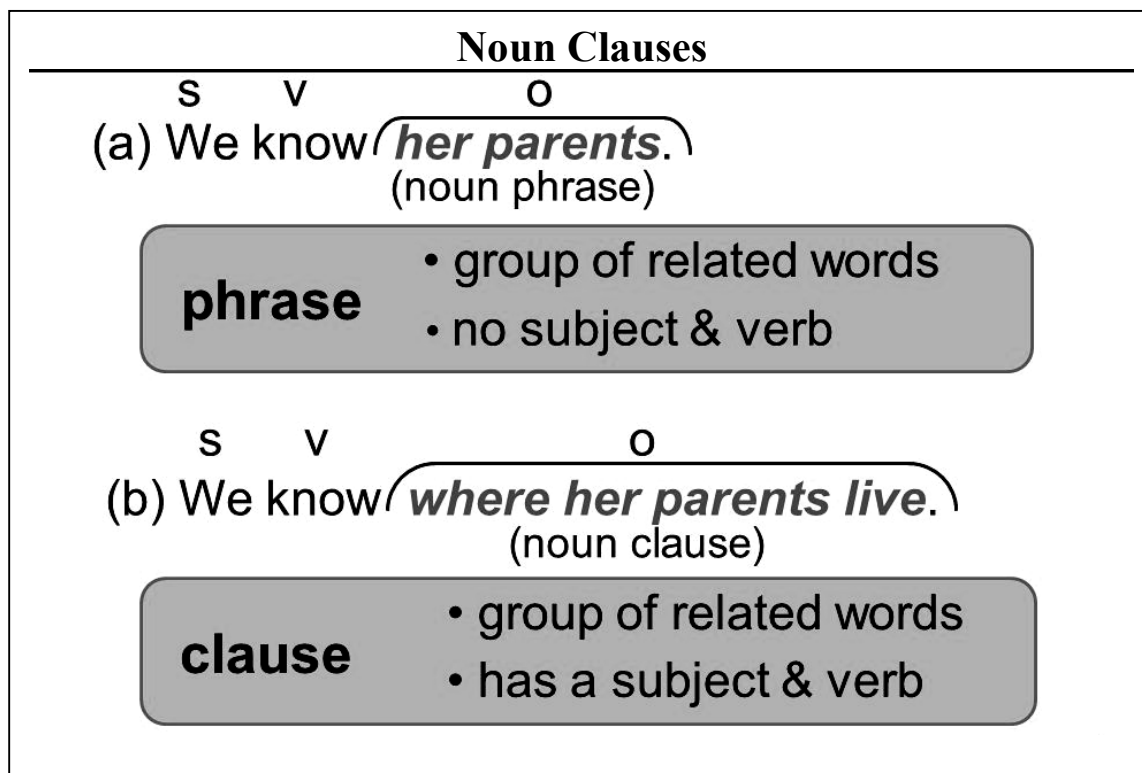 Noun Clauses
S V O
(a) We know her parents.
(noun phrase)
phrase
• group of related words
• no subject & verb
S V O
(b) We know where her parents live.
(noun clause)
clause
• group of related words
• has a subject & verb